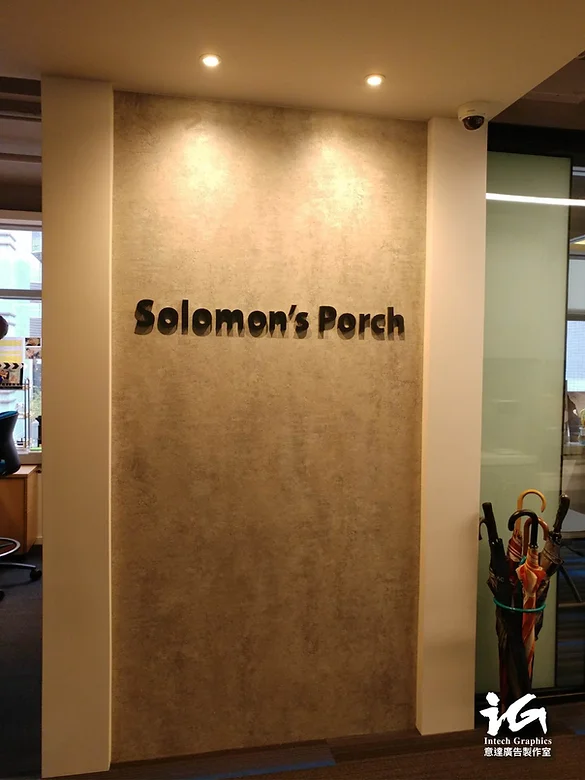 Solomon's Porch
iG
Intech Graphics
意達廣告製作室